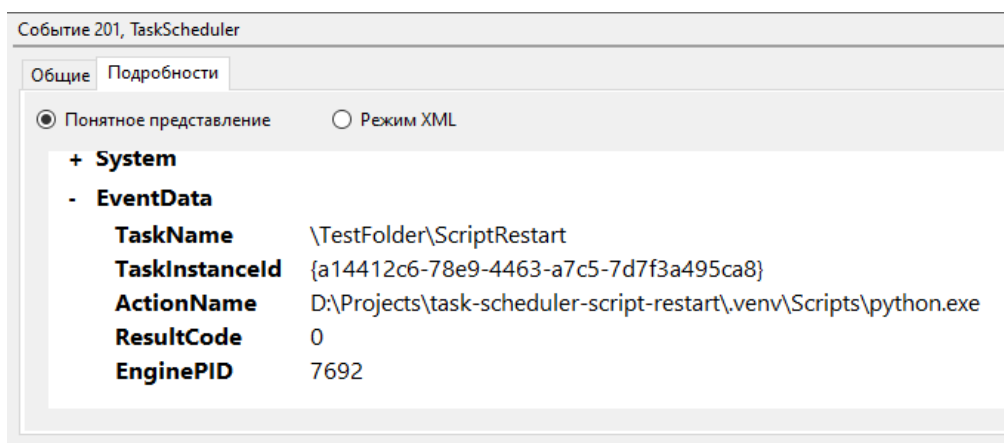 Событие 201, TaskScheduler
Общие Подробности
Понятное представление Режим XML
+ System
- EventData
TaskName \TestFolder\ScriptRestart
TaskInstanceId {a14412c6-78e9-4463-a7c5-7d7f3a495ca8}
ActionName D:\Projects\task-scheduler-script-restart\.venv\Scripts\python.exe
ResultCode 0
EnginePID 7692